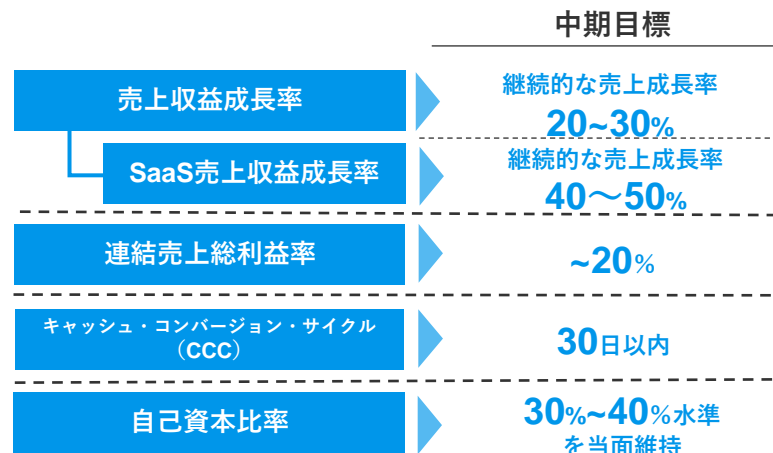 中期目標
売上収益成長率
継続的な売上成長率
20~30%
SaaS売上収益成長率
継続的な売上成長率
40～50%
連結売上総利益率
~20%
キャッシュ・コンバージョン・サイクル
（CCC）
30日以内
自己資本比率
30%~40%水準
を当面維持